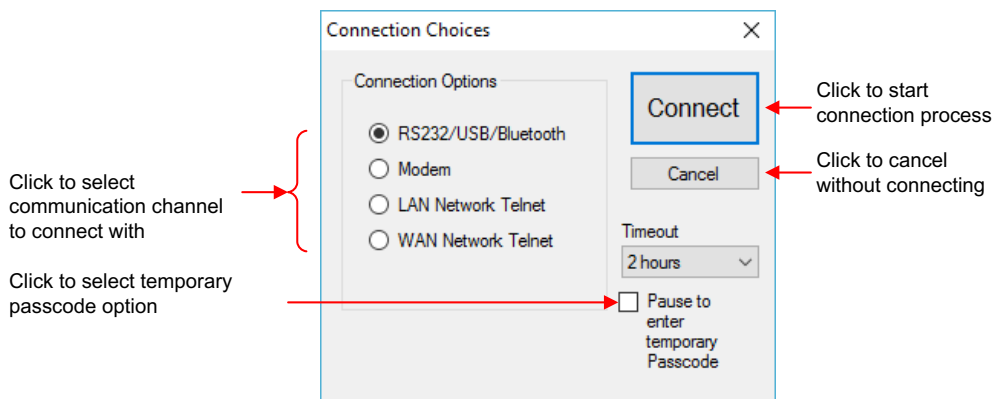 Connection Choices
Connection Options
Connect
Click to start
connection process
RS232/USB/Bluetooth
Modem
Cancel
Click to cancel
without connecting
Click to select
communication channel
to connect with
LAN Network Telnet
WAN Network Telnet
Timeout
2 hours
Click to select temporary
passcode option
Pause to
enter
temporary
Passcode